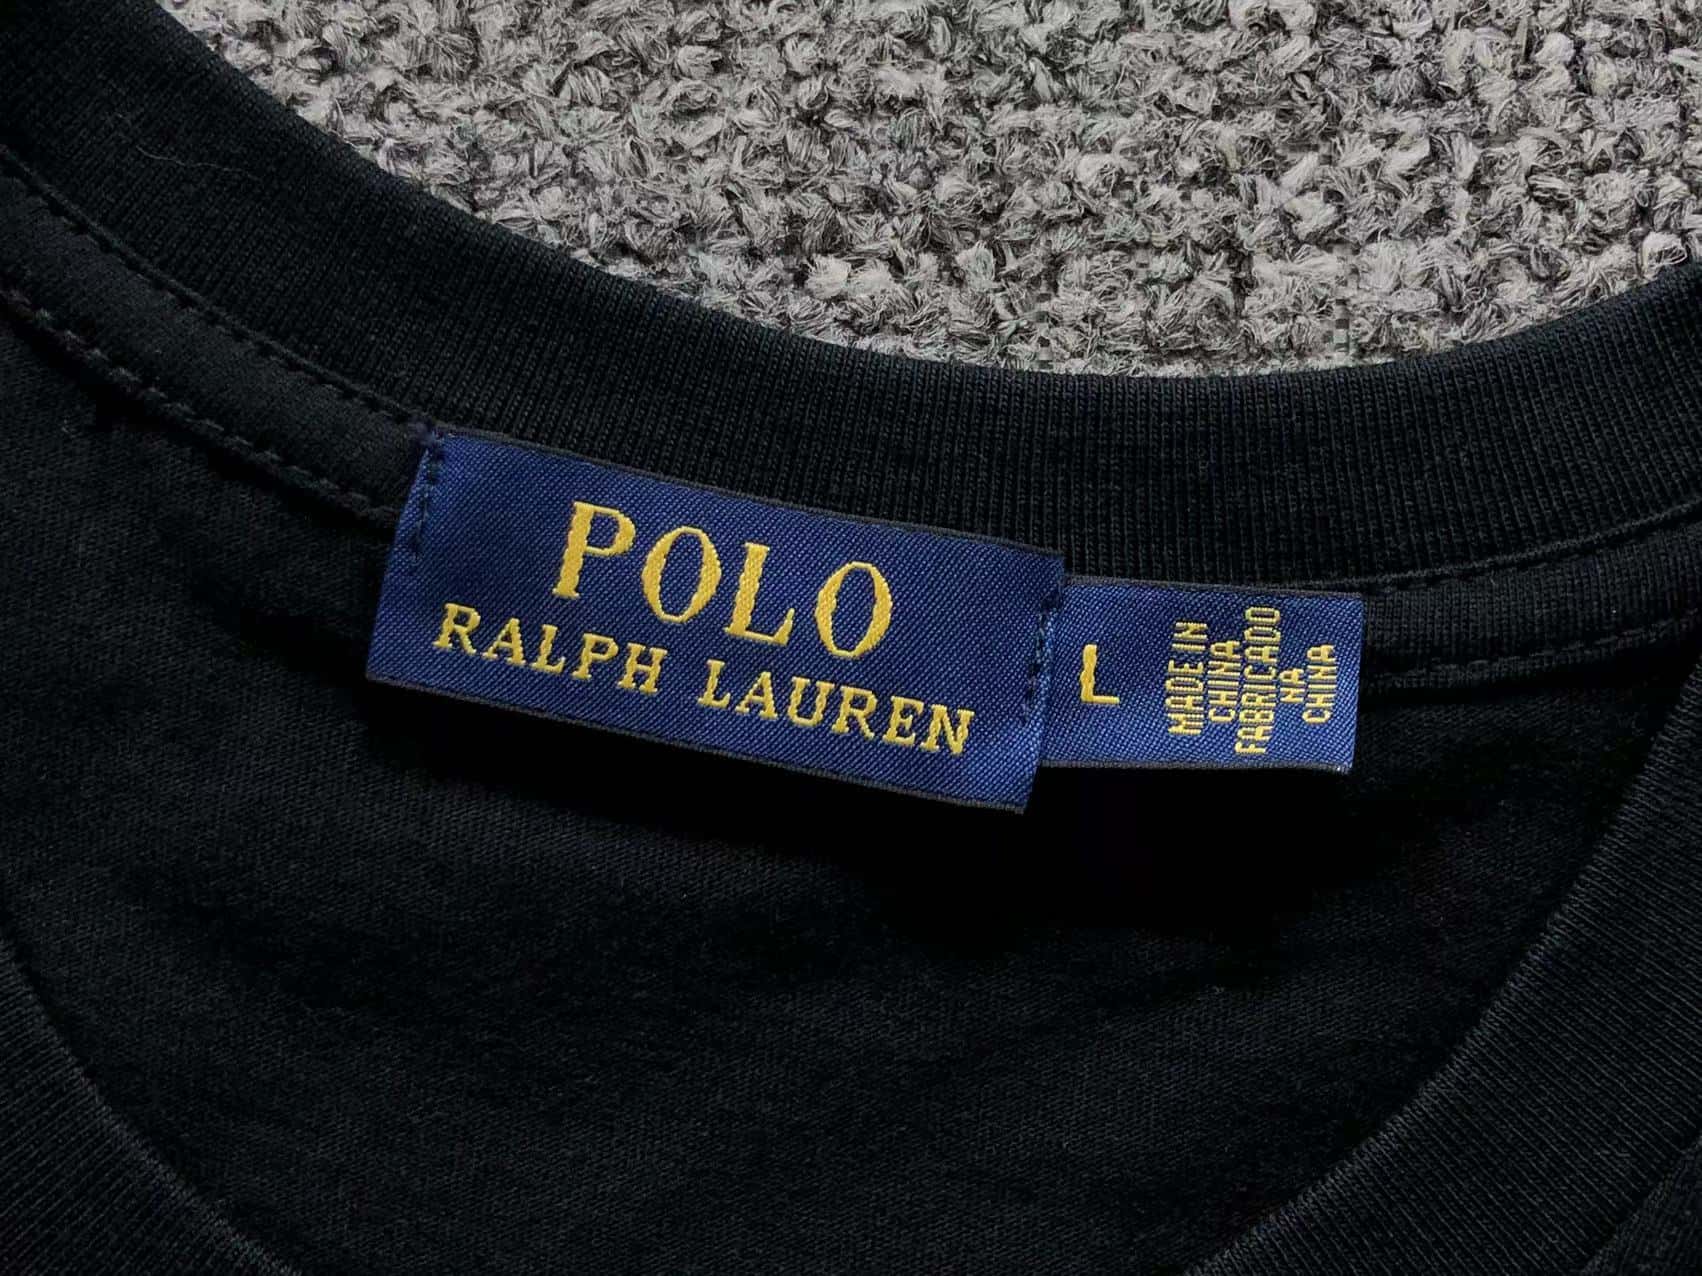 POLO
RALPH LAUREN
L
MADE IN
CHINA
FABRICADO
NA
CHINA